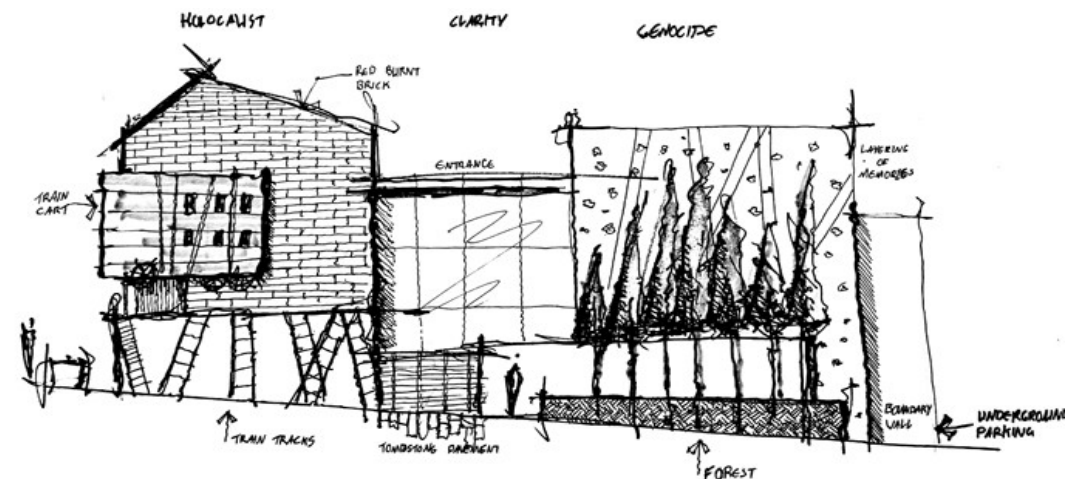 HOLOCALIST
CLARITY
GENOCIDE
RED BURNT
BRICK
ENTRANCE
LAYERING
OF
MEMORIES
TRAIN
CART
TRAIN TRACKS
TOMBSTONE PAVEMENT
FOREST
BOUNDARY
WALL
UNDERGROUND
PARKING